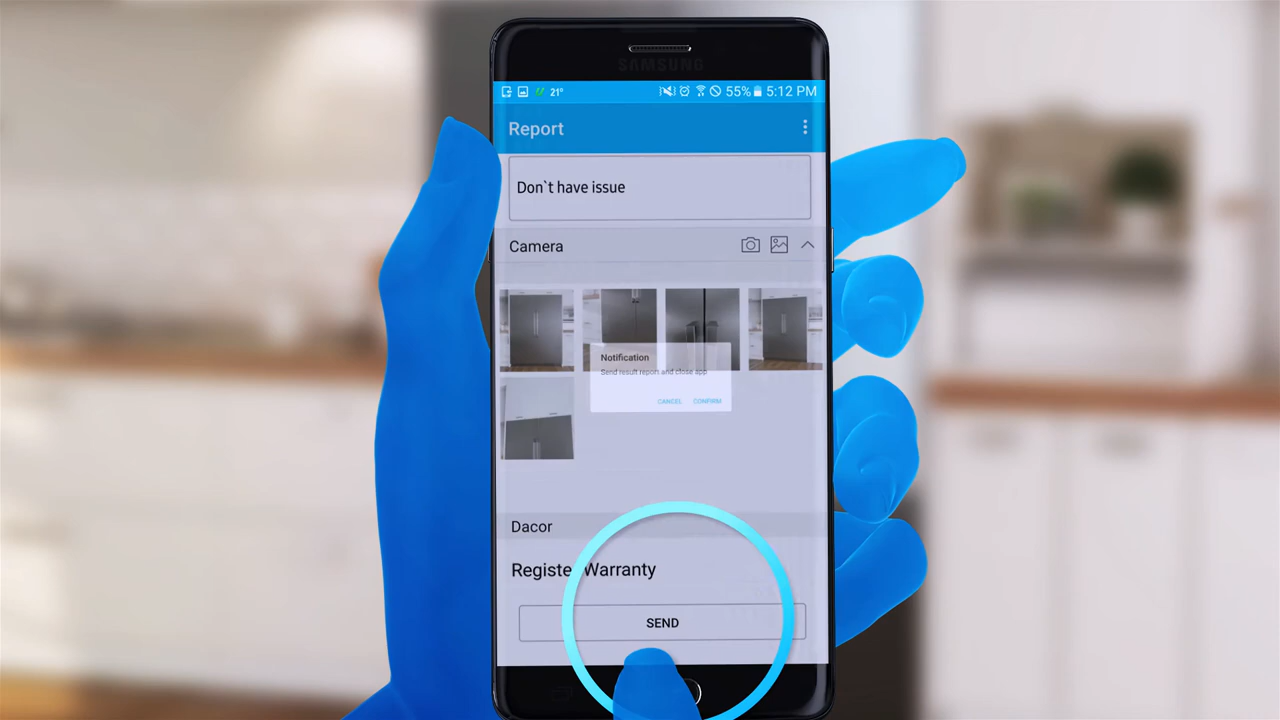 SAMSUNG
21° 55% 5:12 PM
Report
Don`t have issue
Camera
Notification
Send result report and close app
CANCEL CONFIRM
Dacor
Register Warranty
SEND